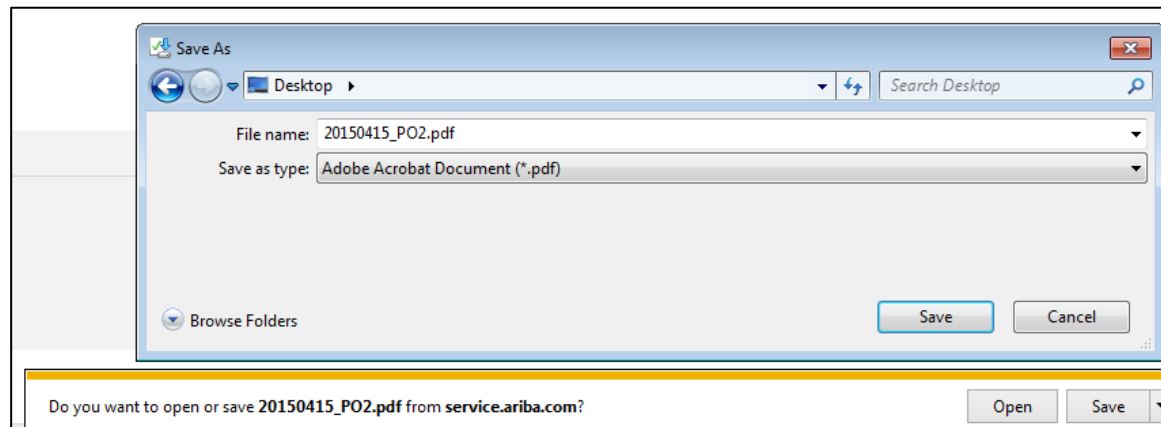 Save As
Desktop
Search Desktop
File name: 20150415_PO2.pdf
Save as type: Adobe Acrobat Document (*.pdf)
Browse Folders
Save Cancel
Do you want to open or save 20150415_PO2.pdf from service.ariba.com?
Open Save